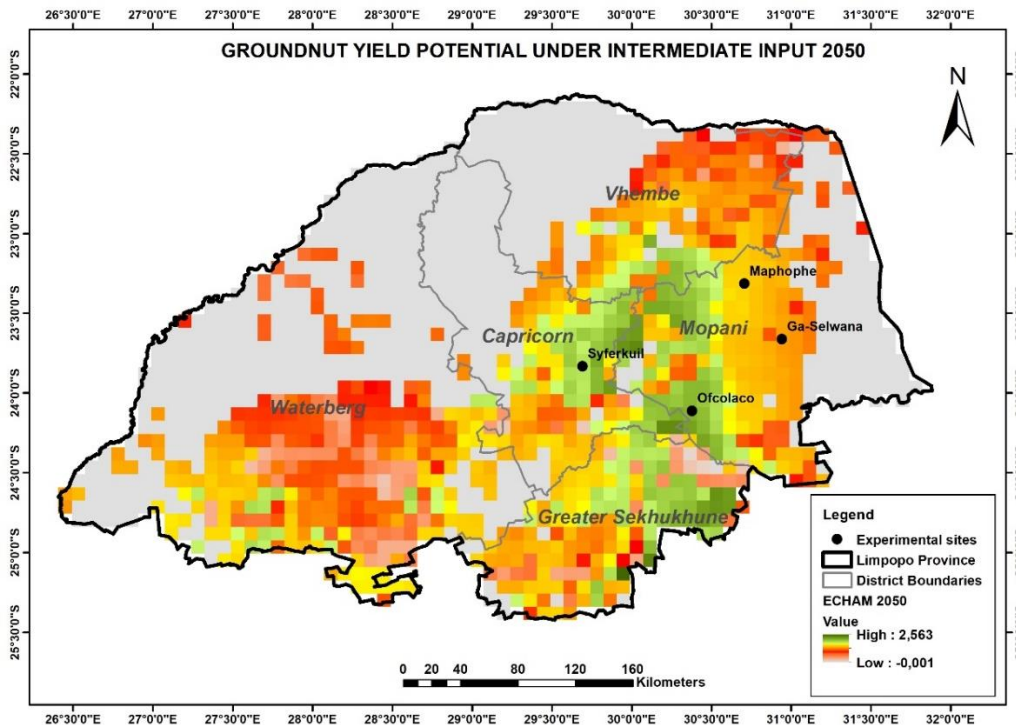 26°30'0"E 27°0'0"E 27°30'0"E 28°0'0"E 28°30'0"E 29°0'0"E 29°30'0"E 30°0'0"E 30°30'0"E 31°0'0"E 31°30'0"E 32°0'0"E
GROUNDNUT YIELD POTENTIAL UNDER INTERMEDIATE INPUT 2050
N
22°0'0"S
22°30'0"S
23°0'0"S
23°30'0"S
24°0'0"S
24°30'0"S
25°0'0"S
25°30'0"S
Vhembe
Maphophe
Mopani
Capricorn
Ga-Selwana
Syferkuil
Waterberg
Ofcolaco
Greater Sekhukhune
Legend
Experimental sites
Limpopo Province
District Boundaries
ECHAM 2050
Value
High : 2,563
Low : -0,001
0 20 40 80 120 160
Kilometers
26°30'0"E 27°0'0"E 27°30'0"E 28°0'0"E 28°30'0"E 29°0'0"E 29°30'0"E 30°0'0"E 30°30'0"E 31°0'0"E 31°30'0"E 32°0'0"E